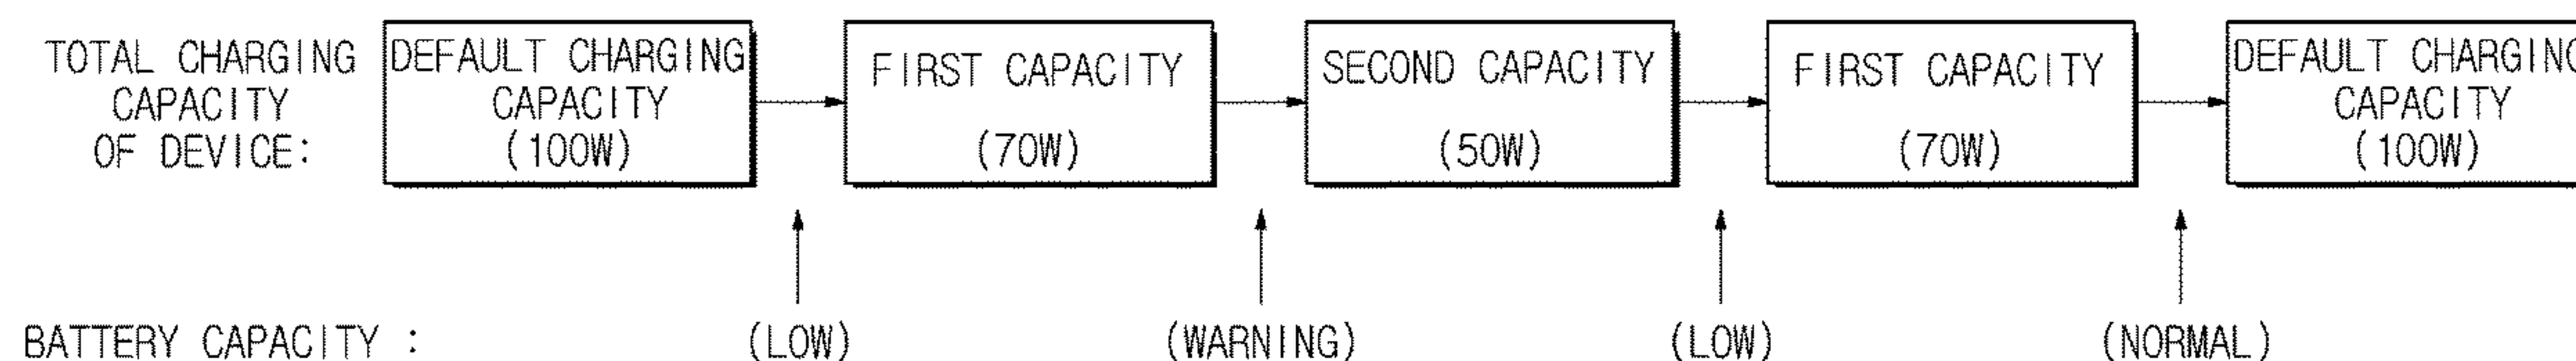 TOTAL CHARGING
CAPACITY
OF DEVICE:
DEFAULT CHARGING
CAPACITY
(100W)
FIRST CAPACITY
(70W)
SECOND CAPACITY
(50W)
FIRST CAPACITY
(70W)
DEFAULT CHARGING
CAPACITY
(100W)
BATTERY CAPACITY :
(LOW)
(WARNING)
(LOW)
(NORMAL)